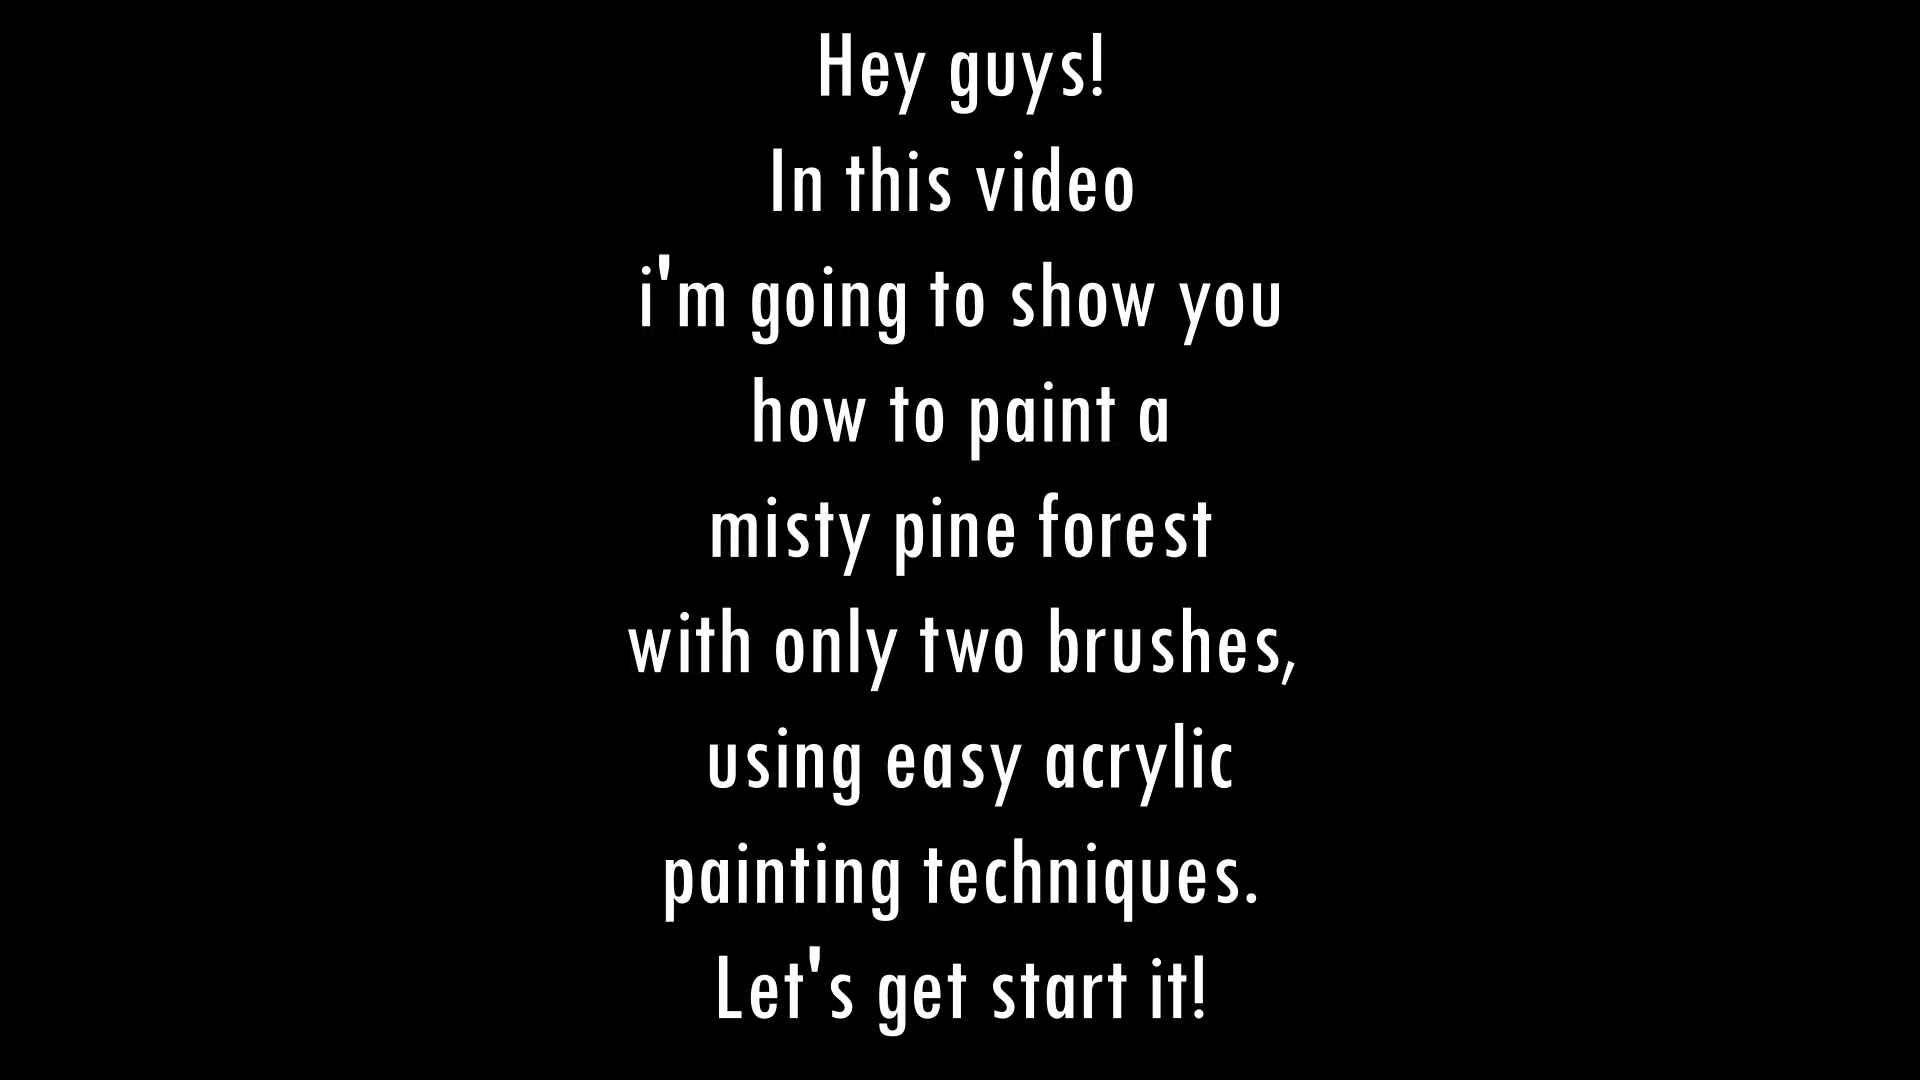 Hey guys!
In this video
i'm going to show you
how to paint a
misty pine forest
with only two brushes,
using easy acrylic
painting techniques.
Let's get start it!